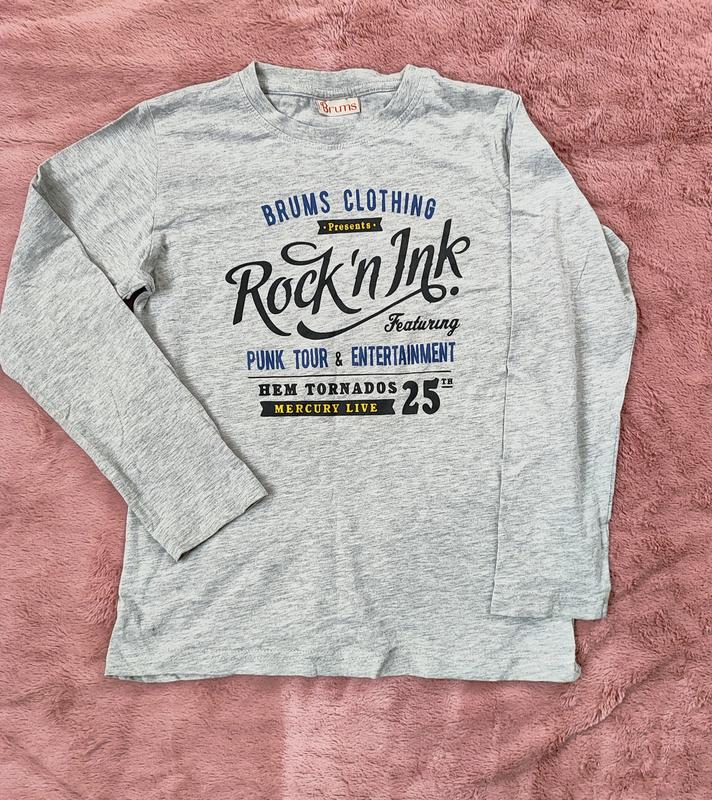 Brums
BRUMS CLOTHING
·Presents·
Rock'n Ink.
Featuring
PUNK TOUR & ENTERTAINMENT
HEM TORNADOS 25TH
MERCURY LIVE